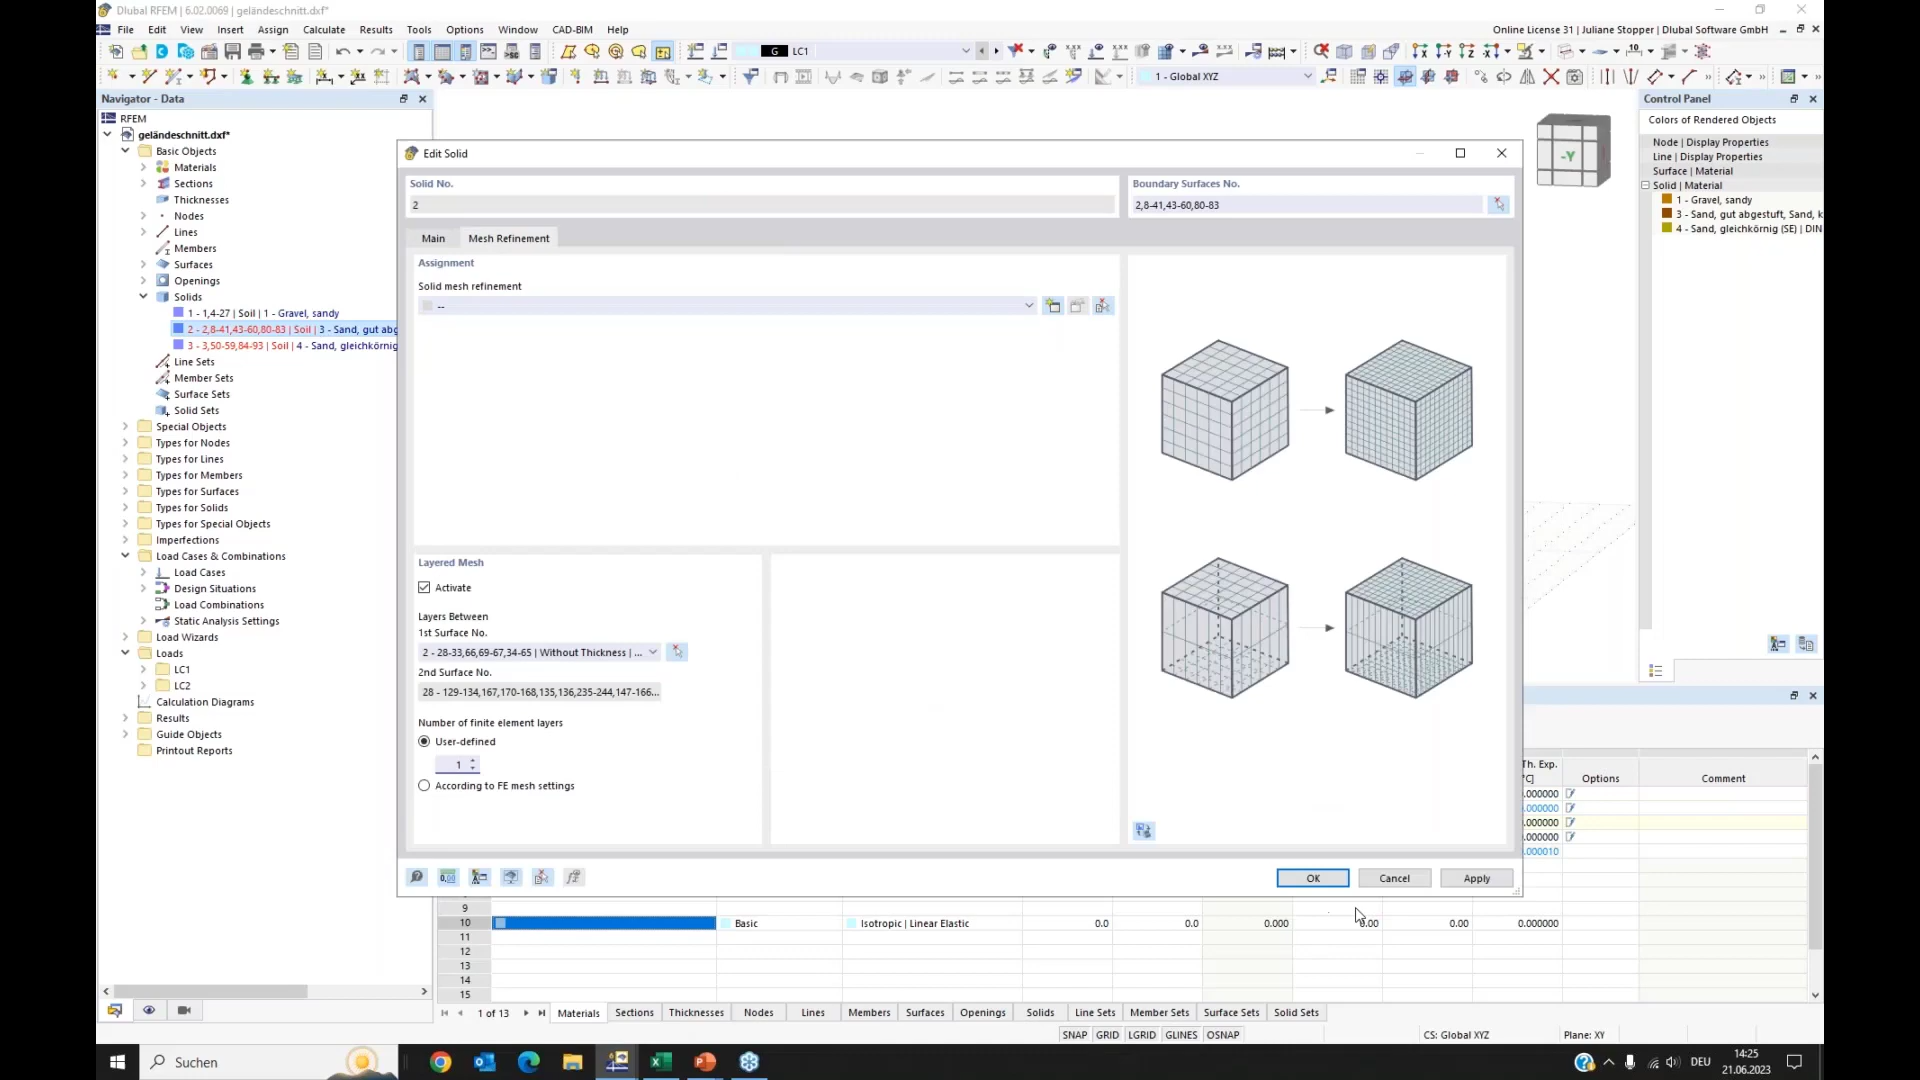 Dlubal RFEM | 6.02.0069 | geländeschnitt.dxf*
File Edit View Insert Assign Calculate Results Tools Options Window CAD-BIM Help
Online License 31 | Juliane Stopper | Dlubal Software GmbH
G LC1
1 - Global XYZ
Navigator - Data
RFEM
geländeschnitt.dxf*
Basic Objects
Materials
Sections
Thicknesses
Nodes
Lines
Members
Surfaces
Openings
Solids
1 - 1,4-27 | Soil | 1 - Gravel, sandy
2 - 2,8-41,43-60,80-83 | Soil | 3 - Sand, gut abg
3 - 3,50-59,84-93 | Soil | 4 - Sand, gleichkörnig
Line Sets
Member Sets
Surface Sets
Solid Sets
Special Objects
Types for Nodes
Types for Lines
Types for Members
Types for Surfaces
Types for Solids
Types for Special Objects
Imperfections
Load Cases & Combinations
Load Cases
Design Situations
Load Combinations
Static Analysis Settings
Load Wizards
Loads
LC1
LC2
Calculation Diagrams
Results
Guide Objects
Printout Reports
Edit Solid
Solid No.
2
Boundary Surfaces No.
2,8-41,43-60,80-83
Main Mesh Refinement
Assignment
Solid mesh refinement
--
Layered Mesh
Activate
Layers Between
1st Surface No.
2 - 28-33,66,69-67,34-65 | Without Thickness | ...
2nd Surface No.
28 - 129-134,167,170-168,135,136,235-244,147-166...
Number of finite element layers
User-defined
1
According to FE mesh settings
OK Cancel Apply
-Y
Control Panel
Colors of Rendered Objects
Node | Display Properties
Line | Display Properties
Surface | Material
Solid | Material
1 - Gravel, sandy
3 - Sand, gut abgestuft, Sand, k
4 - Sand, gleichkörnig (SE) | DIN
Th. Exp.
°C] Options Comment
.000000
.000000
.000000
.000000
.000010
9
10 Basic Isotropic | Linear Elastic 0.0 0.0 0.000 0.00 0.00 0.000000
11
12
13
14
15
1 of 13 Materials Sections Thicknesses Nodes Lines Members Surfaces Openings Solids Line Sets Member Sets Surface Sets Solid Sets
SNAP GRID LGRID GLINES OSNAP CS: Global XYZ Plane: XY
Suchen
DEU
14:25
21.06.2023